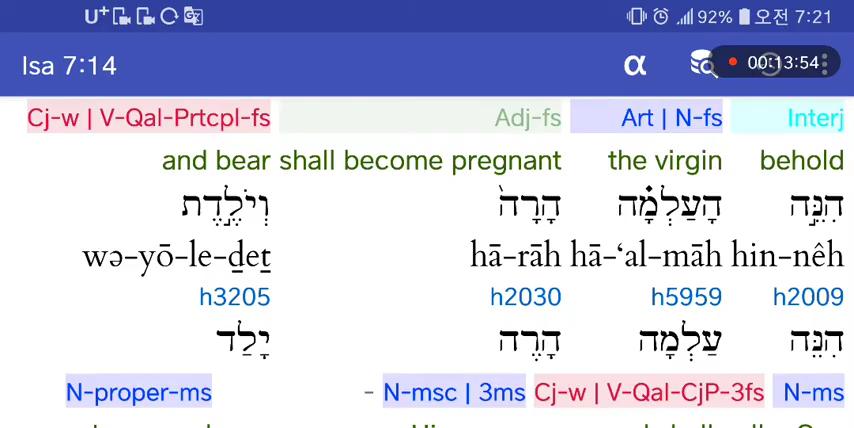 U+ 92% 오전 7:21
Isa 7:14 α 00:13:54
Cj-w | V-Qal-Prtcpl-fs Adj-fs Art | N-fs Interj
and bear shall become pregnant the virgin behold
הִנֵּ֣ה הָעַלְמָ֗ה הָרָה֙ וְיֹלֶ֣דֶת
wə-yō-le-ḏeṯ hā-rāh hā-‘al-māh hin-nêh
h3205 h2030 h5959 h2009
הִנֵּה עַלְמָה הָרֶה יָלַד
N-proper-ms - N-msc | 3ms Cj-w | V-Qal-CjP-3fs N-ms